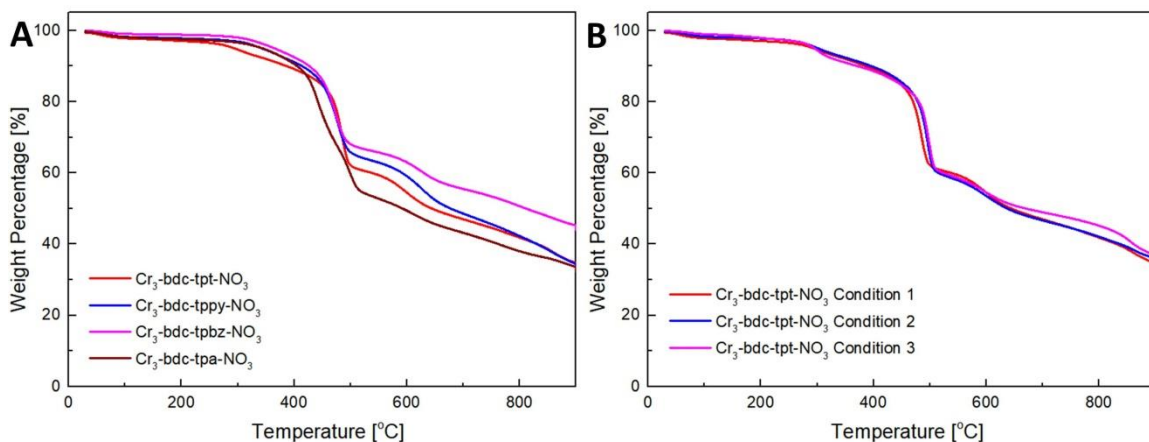 A
Weight Percentage [%]
100
80
60
40
20
0
Cr₃-bdc-tpt-NO₃
Cr₃-bdc-tppy-NO₃
Cr₃-bdc-tpbz-NO₃
Cr₃-bdc-tpa-NO₃
0 200 400 600 800
Temperature [°C]
B
Weight Percentage [%]
100
80
60
40
20
0
Cr₃-bdc-tpt-NO₃ Condition 1
Cr₃-bdc-tpt-NO₃ Condition 2
Cr₃-bdc-tpt-NO₃ Condition 3
0 200 400 600 800
Temperature [°C]